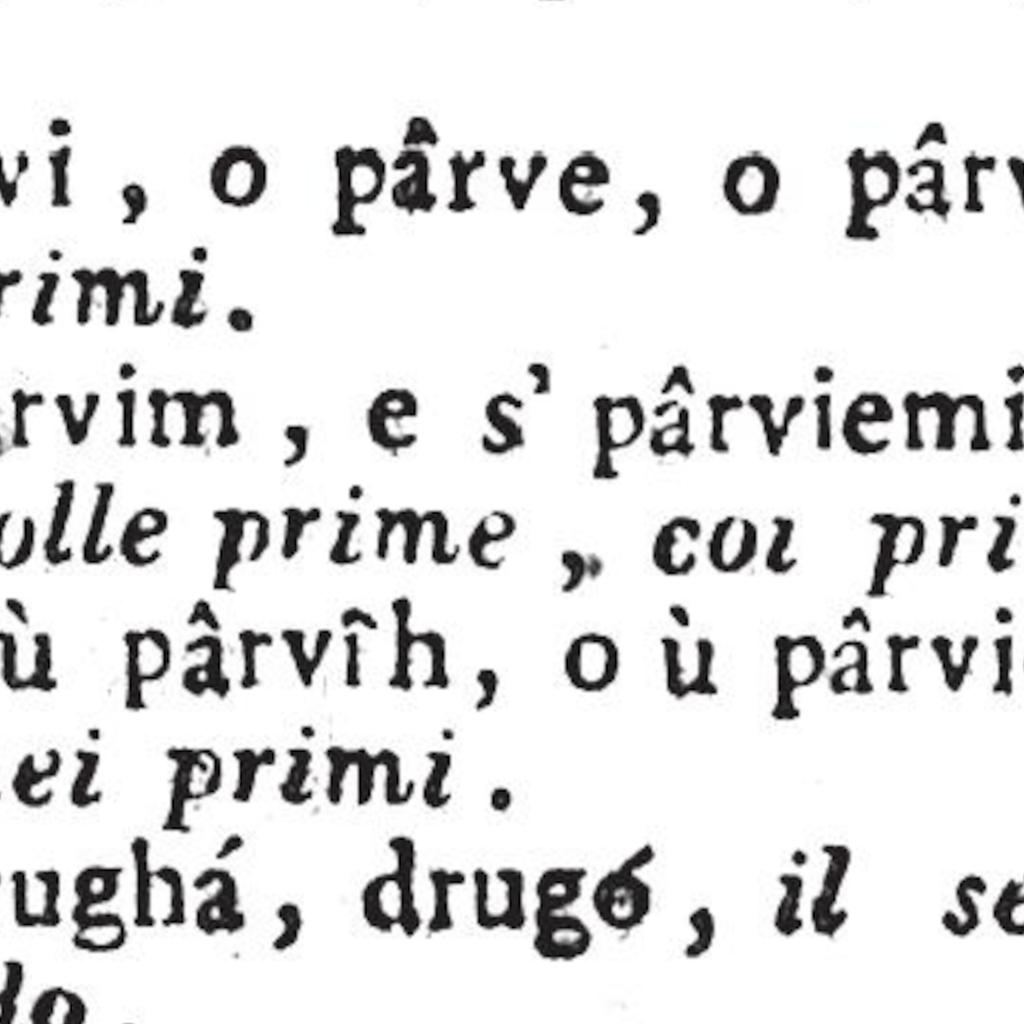 vi , o pârve, o pârv
rimi.
rvim , e s' pârviemi
olle prime , coi pri
ù pârvîh, o ù pârvi
ei primi .
ughá, drugó, il se
do.